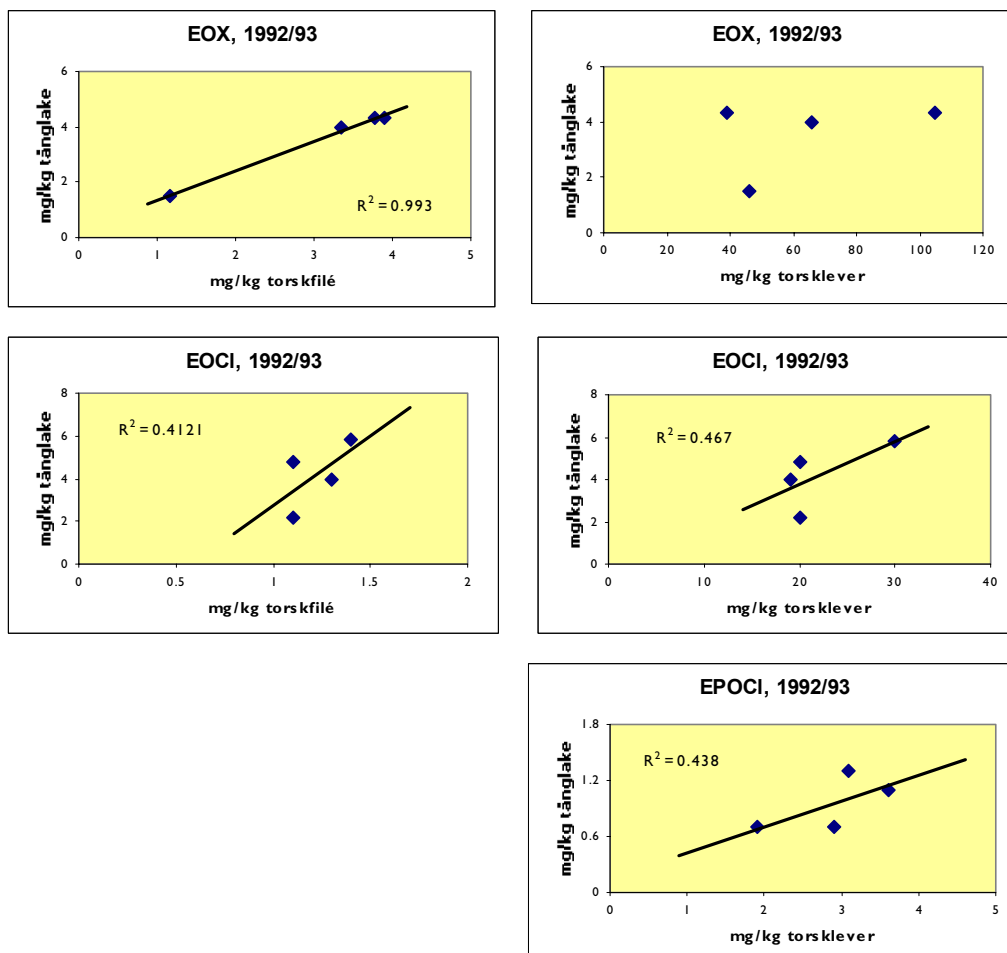 EOX, 1992/93
mg/kg tånglake
6
4
2
0
R² = 0.993
0 1 2 3 4 5
mg/kg torskfilé
EOX, 1992/93
mg/kg tånglake
6
4
2
0
0 20 40 60 80 100 120
mg/kg torsklever
EOCl, 1992/93
mg/kg tånglake
8
6
4
2
0
R² = 0.4121
0 0.5 1 1.5 2
mg/kg torskfilé
EOCl, 1992/93
mg/kg tånglake
8
6
4
2
0
R² = 0.467
0 10 20 30 40
mg/kg torsklever
EPOCl, 1992/93
mg/kg tånglake
1.8
1.2
0.6
0
R² = 0.438
0 1 2 3 4 5
mg/kg torsklever